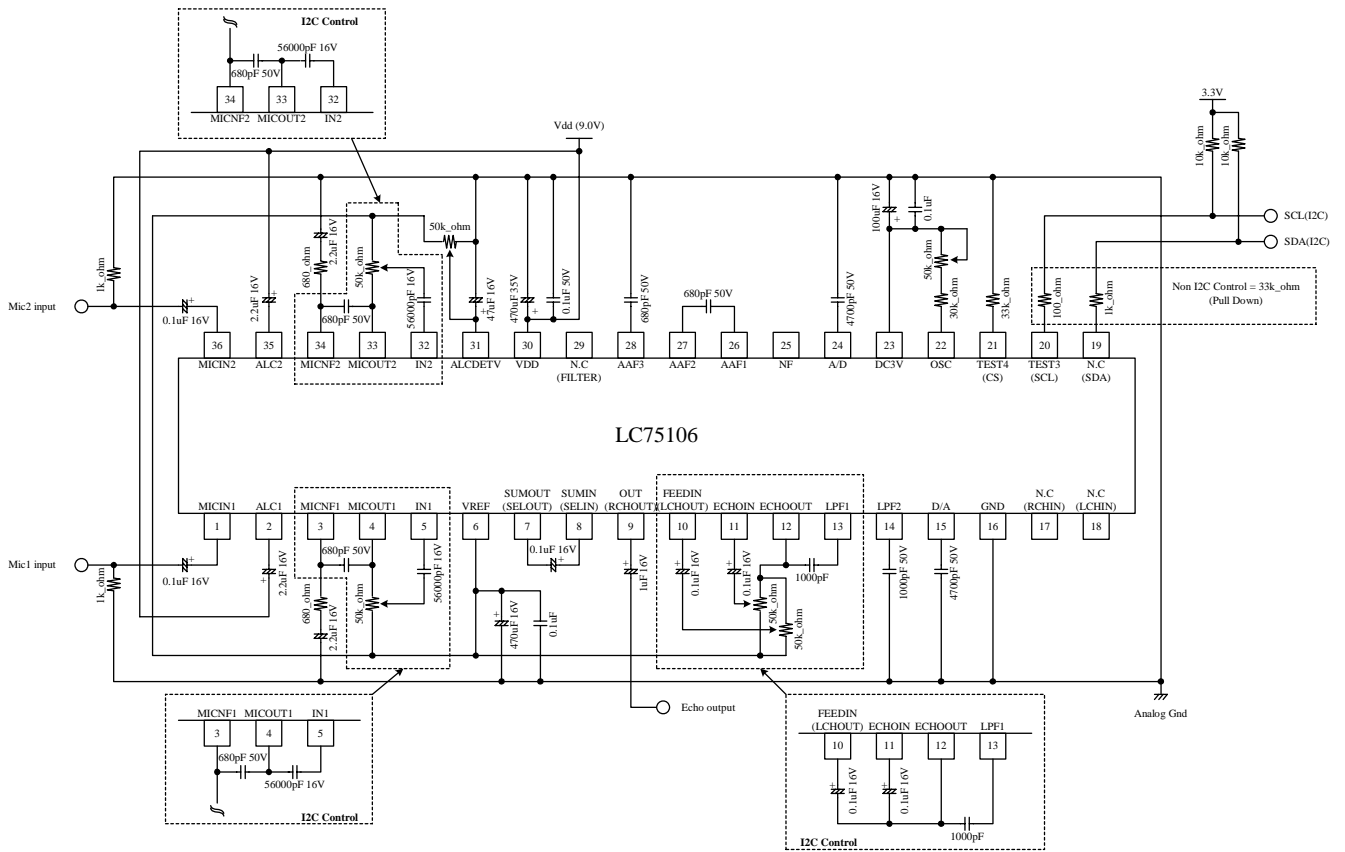 I2C Control
56000pF 16V
680pF 50V
34
33
32
MICNF2
MICOUT2
IN2
Vdd (9.0V)
3.3V
10k_ohm
10k_ohm
SCL(I2C)
SDA(I2C)
Non I2C Control = 33k_ohm
(Pull Down)
Mic2 input
1k_ohm
0.1uF 16V
+
2.2uF 16V
+
2.2uF 16V
680_ohm
50k_ohm
680pF 50V
56000pF 16V
50k_ohm
47uF 16V
+
470uF 35V
+
0.1uF 50V
680pF 50V
680pF 50V
4700pF 50V
100uF 16V
+
0.1uF
50k_ohm
30k_ohm
33k_ohm
100_ohm
1k_ohm
36
35
34
33
32
31
30
29
28
27
26
25
24
23
22
21
20
19
MICIN2
ALC2
MICNF2
MICOUT2
IN2
ALCDETV
VDD
N.C
(FILTER)
AAF3
AAF2
AAF1
NF
A/D
DC3V
OSC
TEST4
(CS)
TEST3
(SCL)
N.C
(SDA)
LC75106
MICIN1
ALC1
MICNF1
MICOUT1
IN1
VREF
SUMOUT
(SELOUT)
SUMIN
(SELIN)
OUT
(RCHOUT)
FEEDIN
(LCHOUT)
ECHOIN
ECHOOUT
LPF1
LPF2
D/A
GND
N.C
(RCHIN)
N.C
(LCHIN)
1
2
3
4
5
6
7
8
9
10
11
12
13
14
15
16
17
18
Mic1 input
1k_ohm
0.1uF 16V
+
2.2uF 16V
+
680pF 50V
680_ohm
2.2uF 16V
50k_ohm
56000pF 16V
470uF 16V
+
0.1uF
0.1uF 16V
+
1uF 16V
+
0.1uF 16V
+
0.1uF 16V
+
1000pF
50k_ohm
50k_ohm
1000pF 50V
4700pF 50V
Echo output
Analog Gnd
MICNF1
MICOUT1
IN1
3
4
5
680pF 50V
56000pF 16V
I2C Control
FEEDIN
(LCHOUT)
ECHOIN
ECHOOUT
LPF1
10
11
12
13
0.1uF 16V
+
0.1uF 16V
+
1000pF
I2C Control